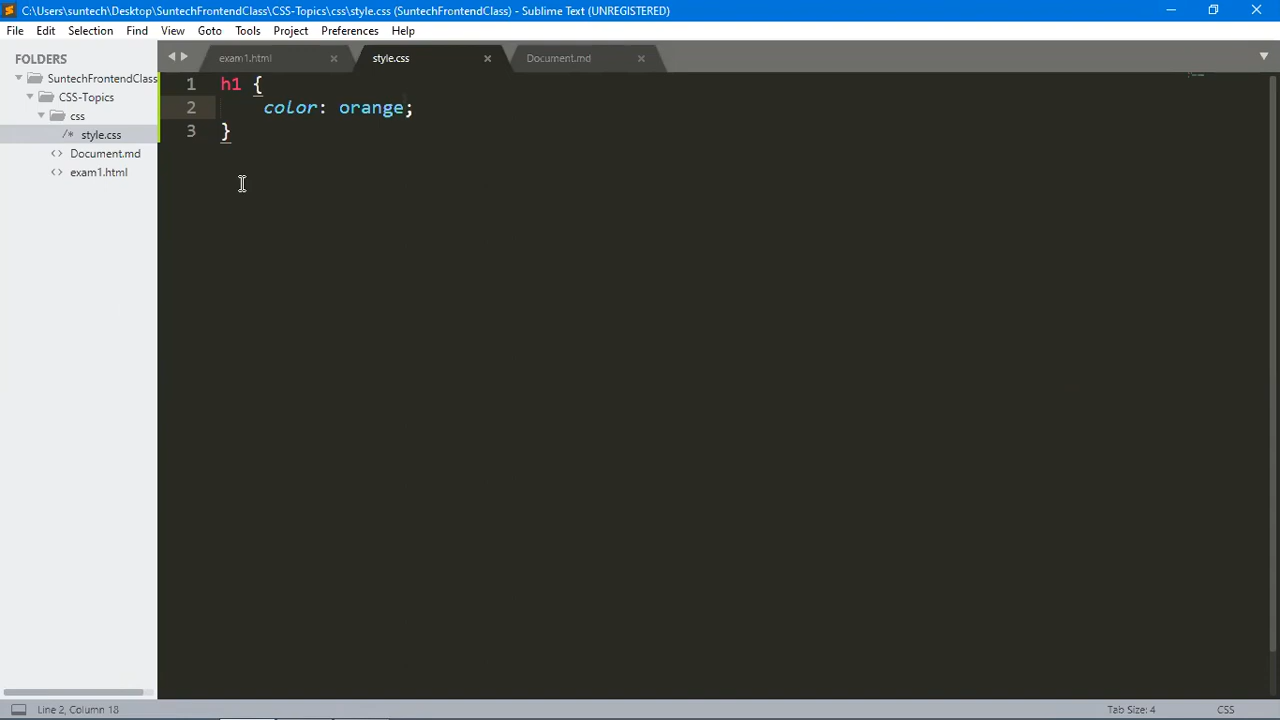 C:\Users\suntech\Desktop\SuntechFrontendClass\CSS-Topics\css\style.css (SuntechFrontendClass) - Sublime Text (UNREGISTERED)
File Edit Selection Find View Goto Tools Project Preferences Help
FOLDERS
SuntechFrontendClass
CSS-Topics
css
/* style.css
<> Document.md
<> exam1.html
exam1.html style.css Document.md
1 h1 {
2 color: orange;
3 }
Line 2, Column 18 Tab Size: 4 CSS